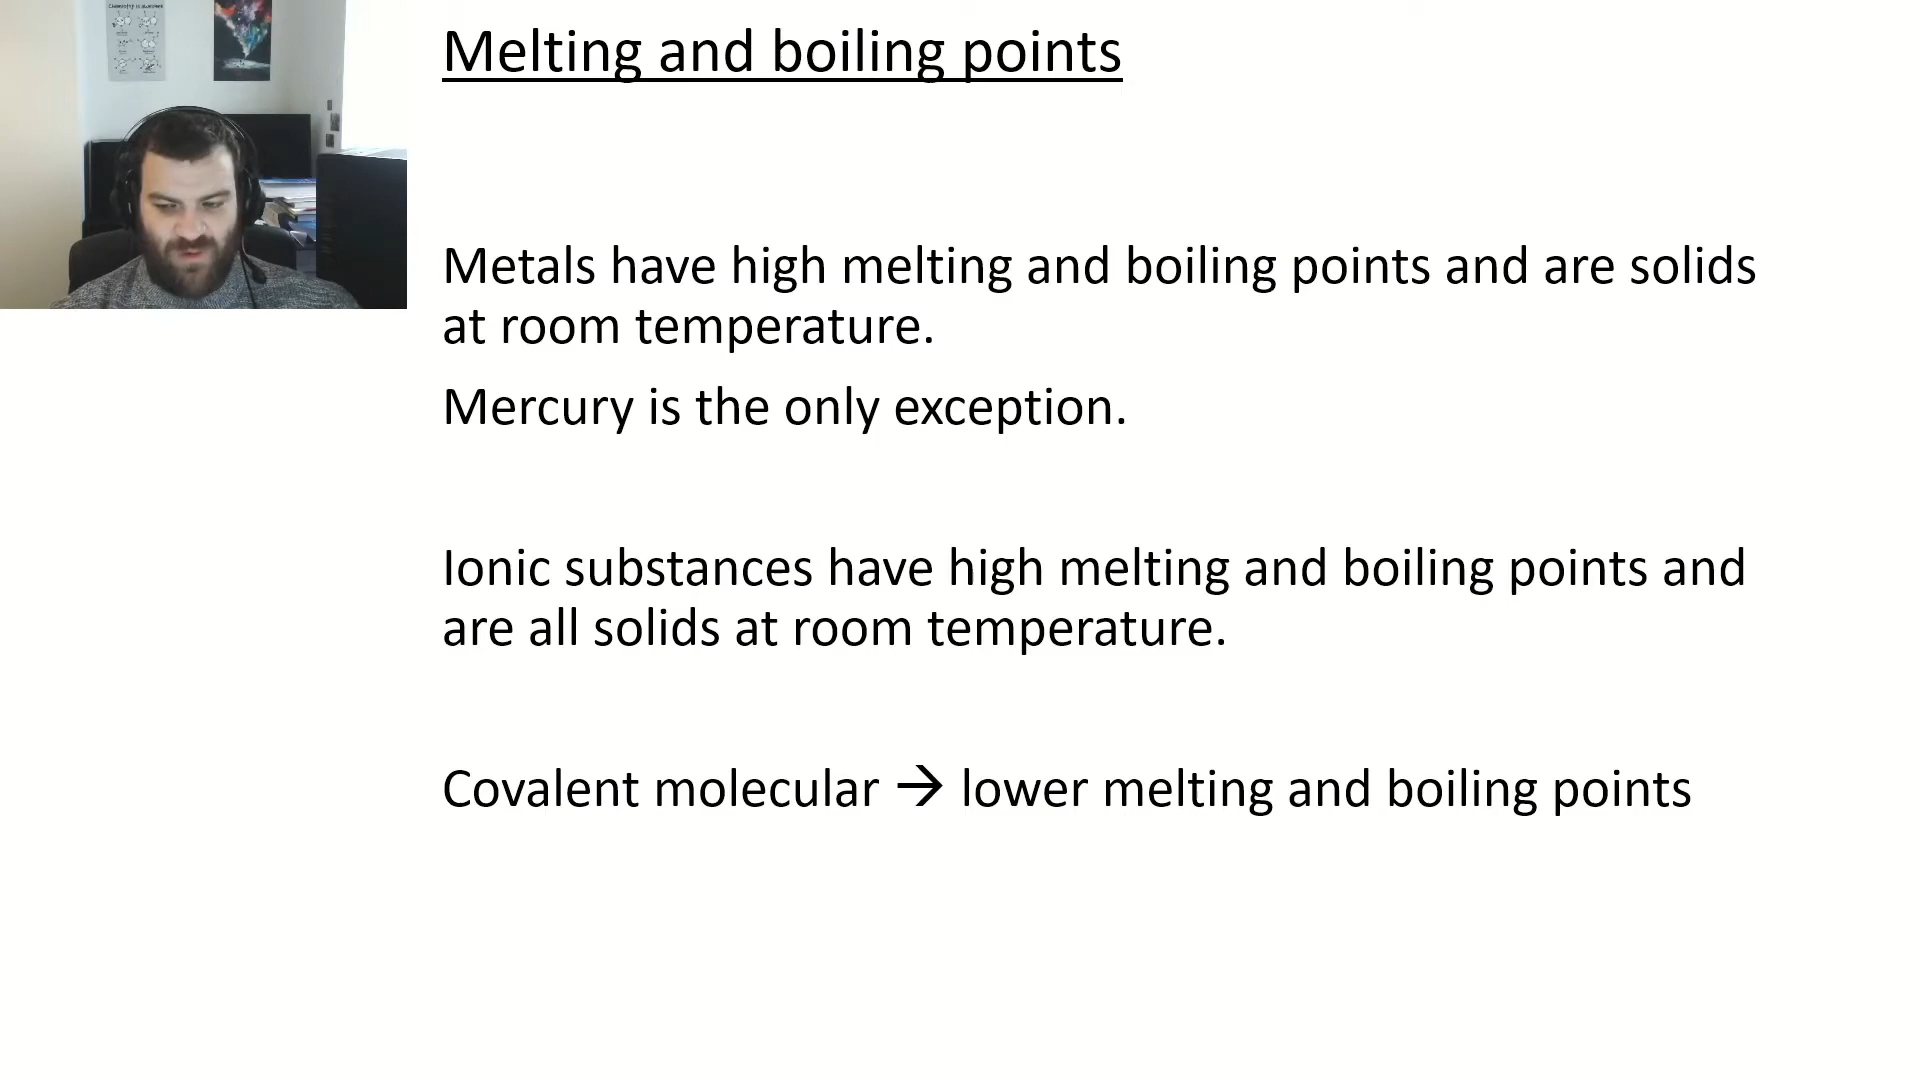 Melting and boiling points
Metals have high melting and boiling points and are solids
at room temperature.
Mercury is the only exception.
Ionic substances have high melting and boiling points and
are all solids at room temperature.
Covalent molecular → lower melting and boiling points